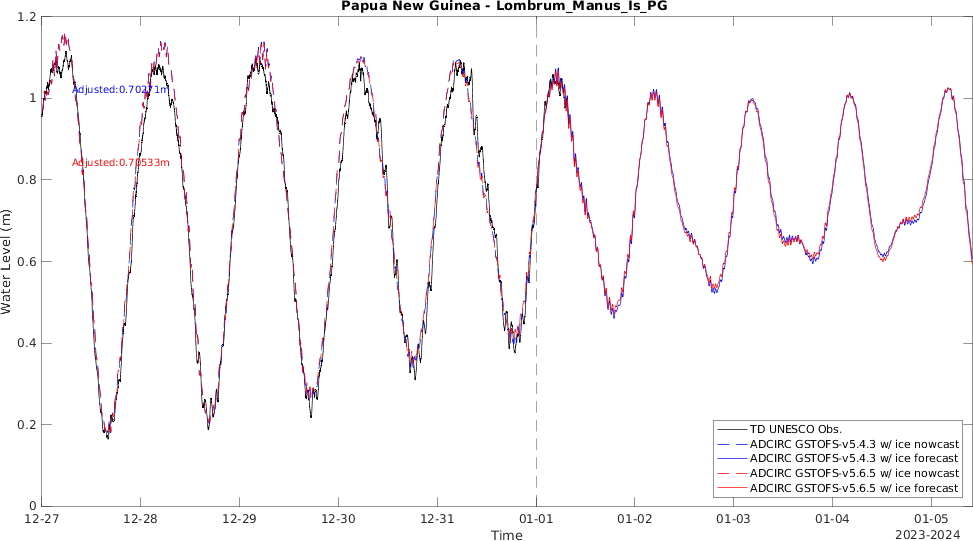 Papua New Guinea - Lombrum_Manus_Is_PG
1.2
1
0.8
0.6
0.4
0.2
0
Water Level (m)
Adjusted:0.70271m
Adjusted:0.70533m
TD UNESCO Obs.
ADCIRC GSTOFS-v5.4.3 w/ ice nowcast
ADCIRC GSTOFS-v5.4.3 w/ ice forecast
ADCIRC GSTOFS-v5.6.5 w/ ice nowcast
ADCIRC GSTOFS-v5.6.5 w/ ice forecast
12-27 12-28 12-29 12-30 12-31 01-01 01-02 01-03 01-04 01-05
Time
2023-2024